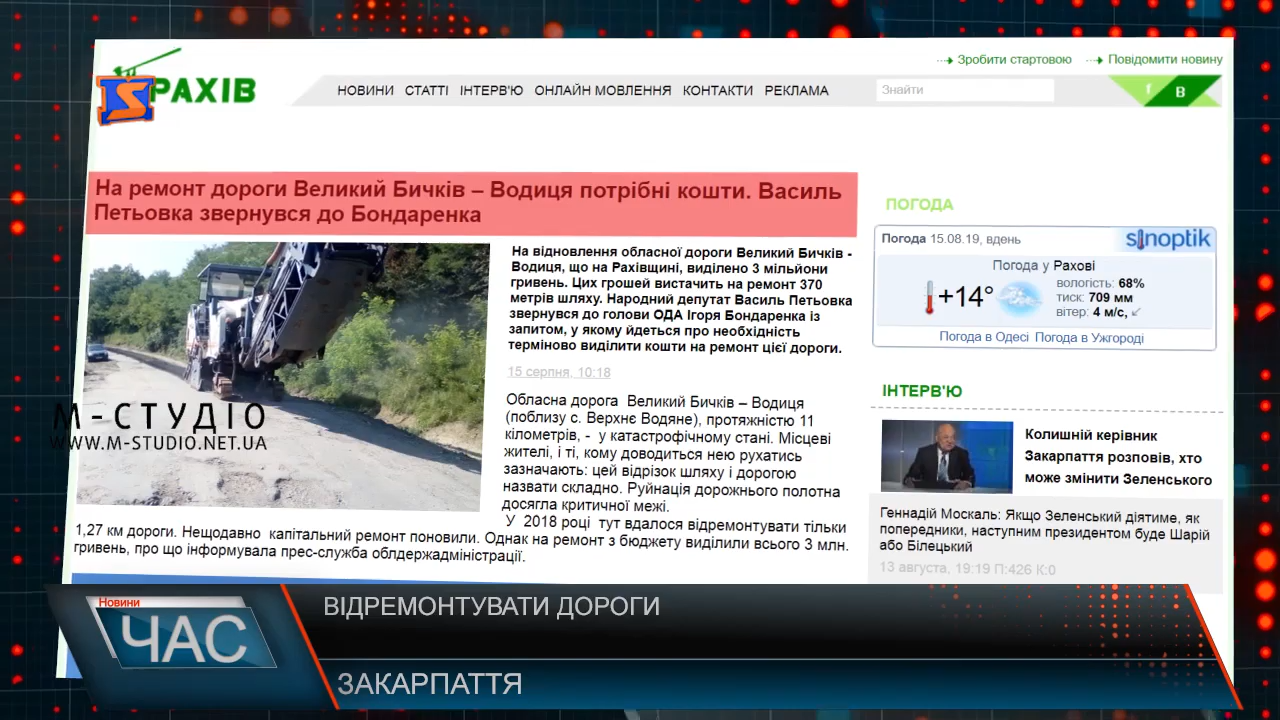 РАХІВ
Зробити стартовою
Повідомити новину
НОВИНИ СТАТТІ ІНТЕРВ'Ю ОНЛАЙН МОВЛЕННЯ КОНТАКТИ РЕКЛАМА
Знайти
f В
На ремонт дороги Великий Бичків – Водиця потрібні кошти. Василь
Петьовка звернувся до Бондаренка
На відновлення обласної дороги Великий Бичків -
Водиця, що на Рахівщині, виділено 3 мільйони
гривень. Цих грошей вистачить на ремонт 370
метрів шляху. Народний депутат Василь Петьовка
звернувся до голови ОДА Ігоря Бондаренка із
запитом, у якому йдеться про необхідність
терміново виділити кошти на ремонт цієї дороги.
15 серпня, 10:18
Обласна дорога Великий Бичків – Водиця
(поблизу с. Верхнє Водяне), протяжністю 11
кілометрів, - у катастрофічному стані. Місцеві
жителі, і ті, кому доводиться нею рухатись
зазначають: цей відрізок шляху і дорогою
назвати складно. Руйнація дорожнього полотна
досягла критичної межі.
У 2018 році тут вдалося відремонтувати тільки
1,27 км дороги. Нещодавно капітальний ремонт поновили. Однак на ремонт з бюджету виділили всього 3 млн.
гривень, про що інформувала прес-служба облдержадміністрації.
М-СТУДІО
WWW.M-STUDIO.NET.UA
ПОГОДА
Погода 15.08.19, вдень
sinoptik
Погода у Рахові
+14°
вологість: 68%
тиск: 709 мм
вітер: 4 м/с,
Погода в Одесі Погода в Ужгороді
ІНТЕРВ'Ю
Колишній керівник
Закарпаття розповів, хто
може змінити Зеленського
Геннадій Москаль: Якщо Зеленський діятиме, як
попередники, наступним президентом буде Шарій
або Білецький
13 августа, 19:19 П:426 К:0
Новини
ЧАС
ВІДРЕМОНТУВАТИ ДОРОГИ
ЗАКАРПАТТЯ